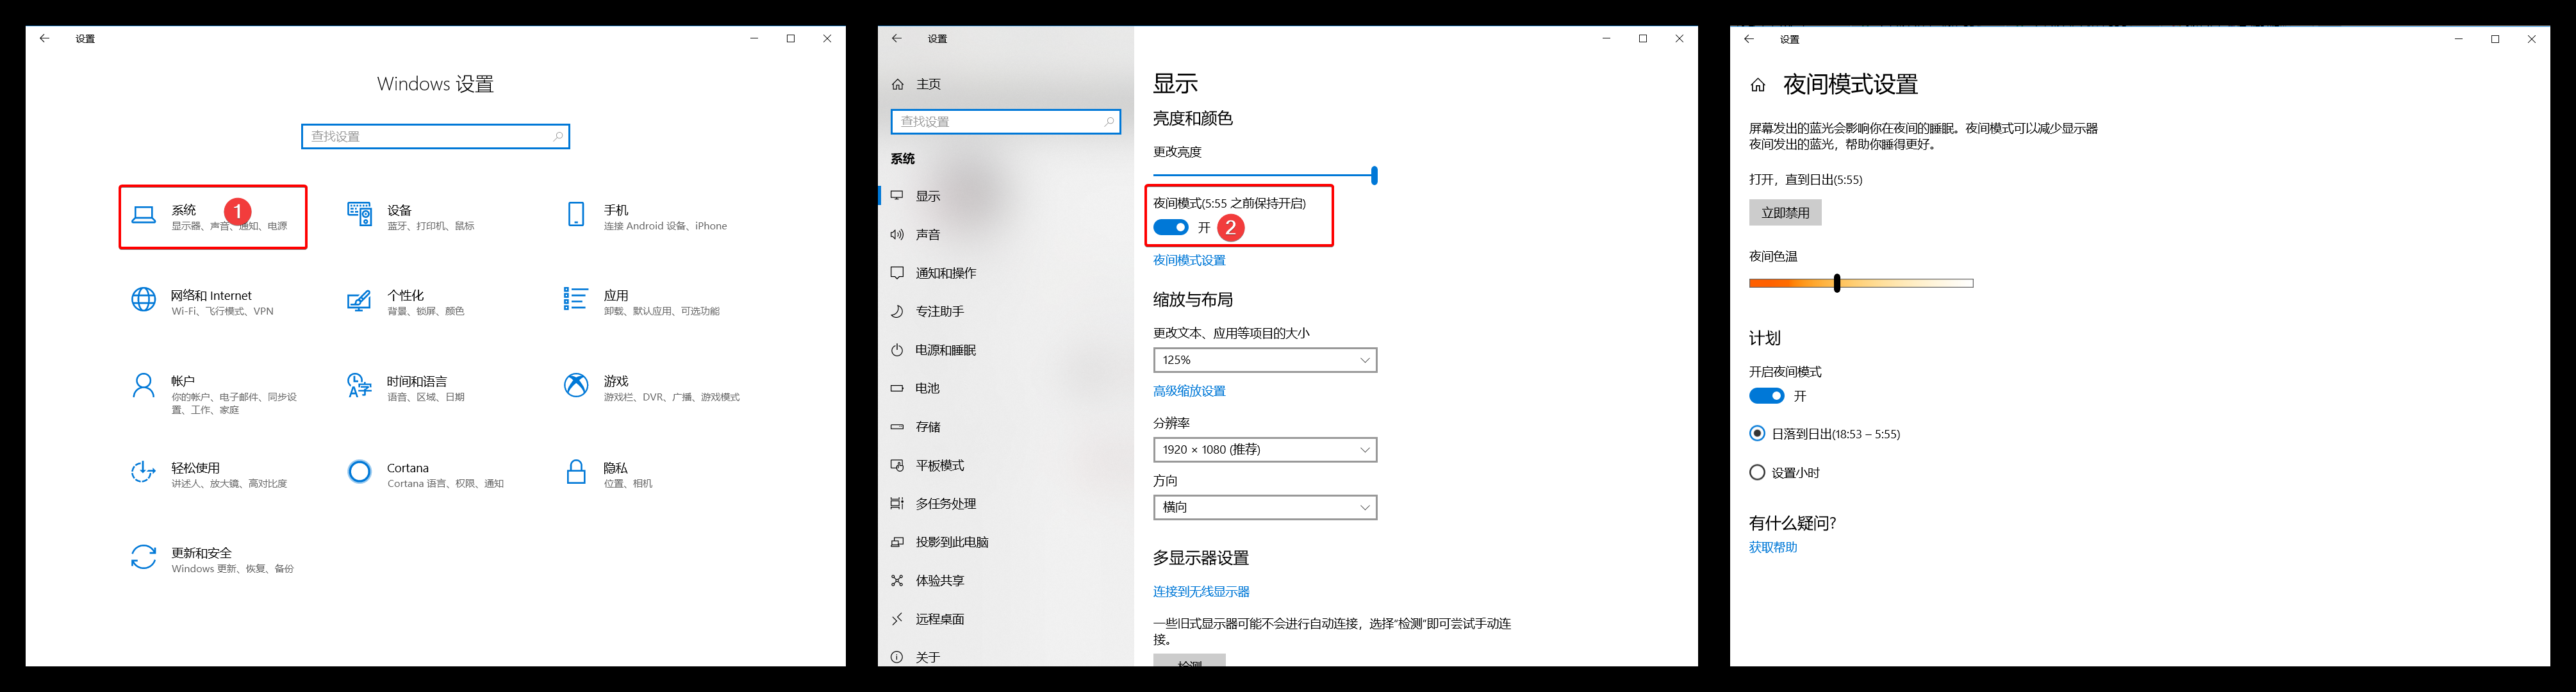 设置
Windows 设置
查找设置
系统
1
显示器、声音、通知、电源
设备
蓝牙、打印机、鼠标
手机
连接 Android 设备、iPhone
网络和 Internet
Wi-Fi、飞行模式、VPN
个性化
背景、锁屏、颜色
应用
卸载、默认应用、可选功能
帐户
你的帐户、电子邮件、同步设
置、工作、家庭
时间和语言
语音、区域、日期
游戏
游戏栏、DVR、广播、游戏模式
轻松使用
讲述人、放大镜、高对比度
Cortana
Cortana 语言、权限、通知
隐私
位置、相机
更新和安全
Windows 更新、恢复、备份
设置
主页
查找设置
系统
显示
声音
通知和操作
专注助手
电源和睡眠
电池
存储
平板模式
多任务处理
投影到此电脑
体验共享
远程桌面
关于
显示
亮度和颜色
更改亮度
夜间模式(5:55 之前保持开启)
开
2
夜间模式设置
缩放与布局
更改文本、应用等项目的大小
125%
高级缩放设置
分辨率
1920 × 1080 (推荐)
方向
横向
多显示器设置
连接到无线显示器
一些旧式显示器可能不会进行自动连接，选择“检测”即可尝试手动连
接。
检测
设置
夜间模式设置
屏幕发出的蓝光会影响你在夜间的睡眠。夜间模式可以减少显示器
夜间发出的蓝光，帮助你睡得更好。
打开，直到日出(5:55)
立即禁用
夜间色温
计划
开启夜间模式
开
日落到日出(18:53 – 5:55)
设置小时
有什么疑问?
获取帮助